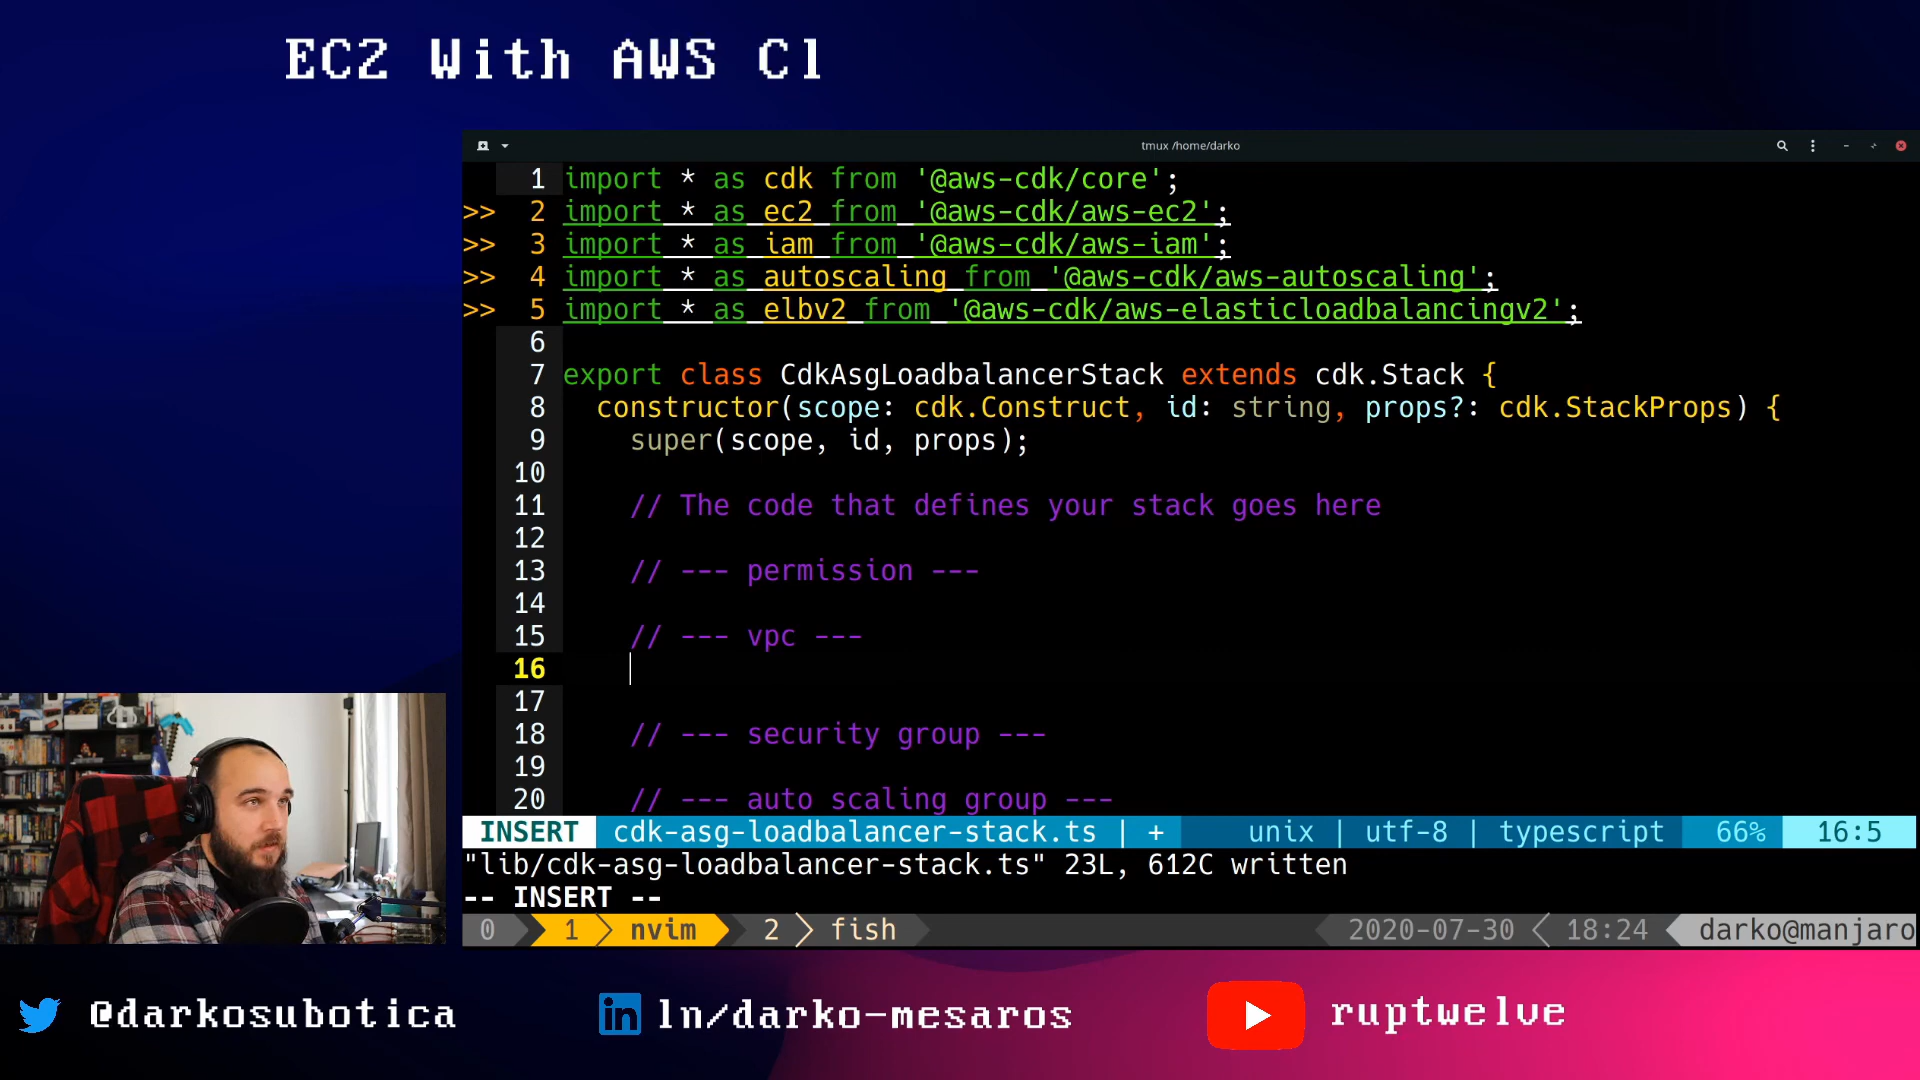 EC2 With AWS Cl
tmux /home/darko
1 import * as cdk from '@aws-cdk/core';
>> 2 import * as ec2 from '@aws-cdk/aws-ec2';
>> 3 import * as iam from '@aws-cdk/aws-iam';
>> 4 import * as autoscaling from '@aws-cdk/aws-autoscaling';
>> 5 import * as elbv2 from '@aws-cdk/aws-elasticloadbalancingv2';
6
7 export class CdkAsgLoadbalancerStack extends cdk.Stack {
8 constructor(scope: cdk.Construct, id: string, props?: cdk.StackProps) {
9 super(scope, id, props);
10
11 // The code that defines your stack goes here
12
13 // --- permission ---
14
15 // --- vpc ---
16
17
18 // --- security group ---
19
20 // --- auto scaling group ---
INSERT cdk-asg-loadbalancer-stack.ts | + unix | utf-8 | typescript 66% 16:5
"lib/cdk-asg-loadbalancer-stack.ts" 23L, 612C written
-- INSERT --
0 1 nvim 2 fish 2020-07-30 18:24 darko@manjaro
@darkosubotica in ln/darko-mesaros ruptwelve